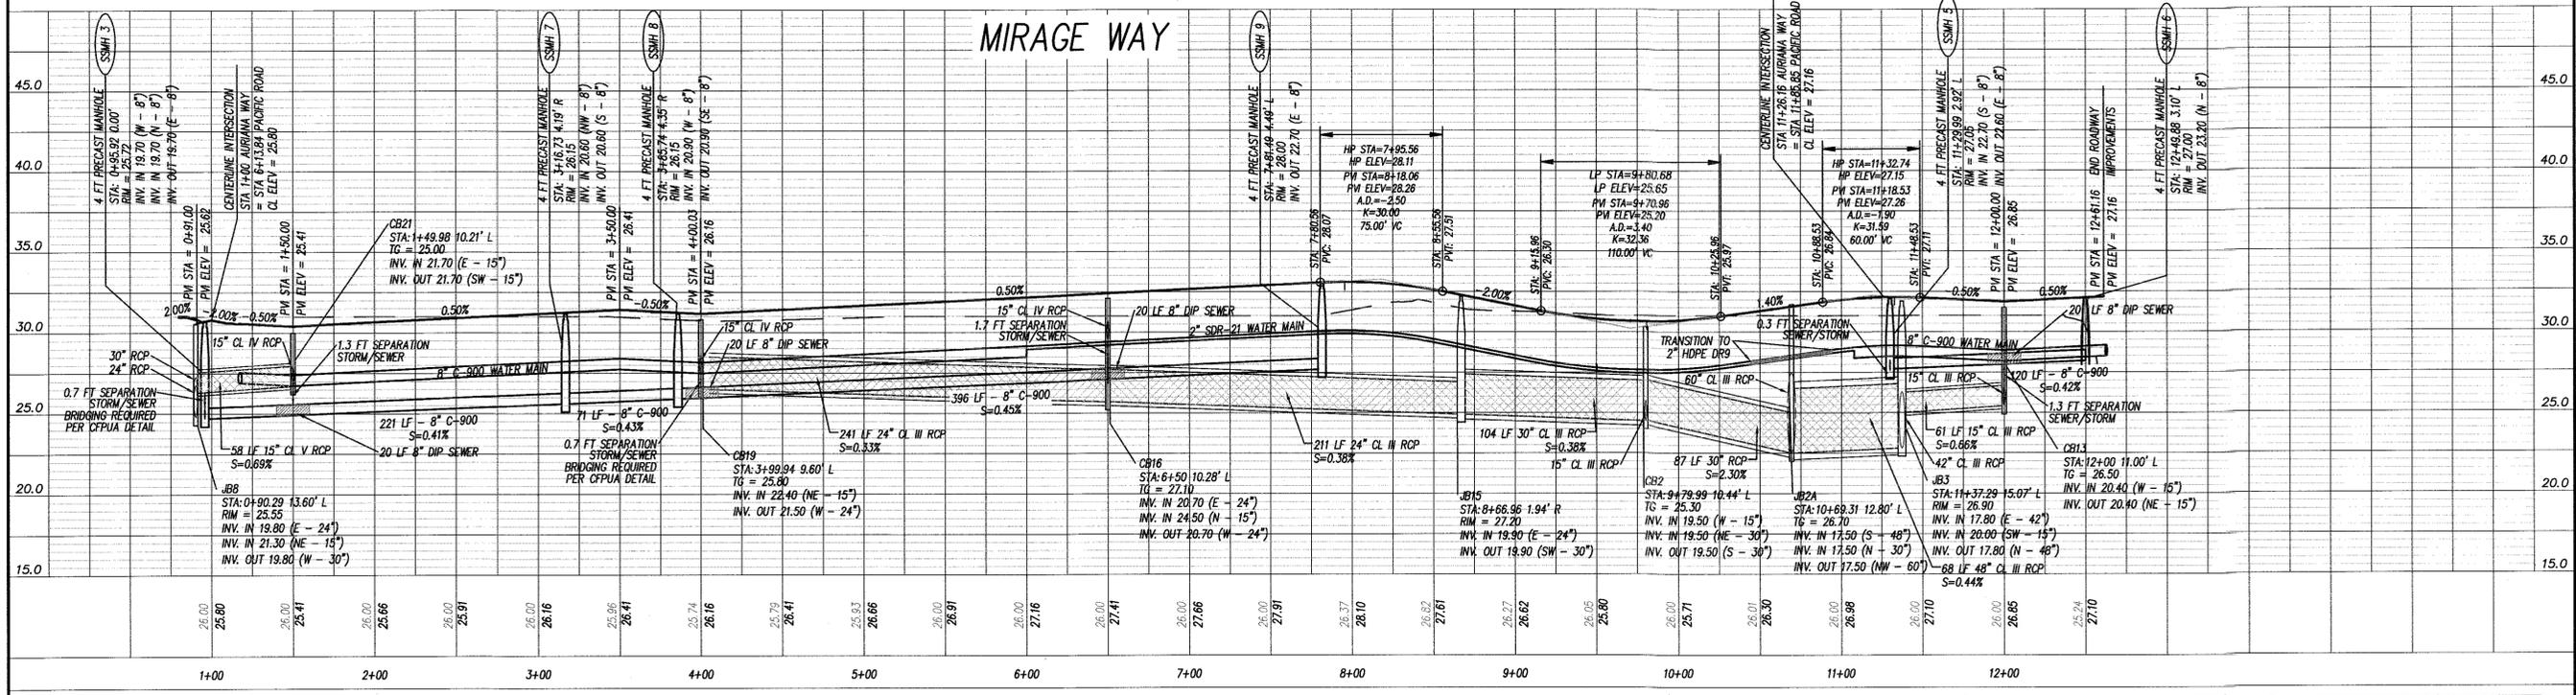 MIRAGE WAY
SSMH 3
4 FT PRECAST MANHOLE
STA: 0+95.92 0.00'
RIM = 25.72
INV. IN 19.70 (W - 8")
INV. IN 19.70 (N - 8")
INV. OUT 19.70 (E - 8")
PVI STA = 0+91.00
PVI ELEV = 25.62
CENTERLINE INTERSECTION
STA 1+00 AURIANA WAY
= STA 6+13.84 PACIFIC ROAD
CL ELEV = 25.80
PVI STA = 1+50.00
PVI ELEV = 25.41
CB21
STA:1+49.98 10.21' L
TG = 25.00
INV. IN 21.70 (E - 15")
INV. OUT 21.70 (SW - 15")
SSMH 7
4 FT PRECAST MANHOLE
STA: 3+16.73 4.19' R
RIM = 26.15
INV. IN 20.60 (NW - 8")
INV. OUT 20.60 (S - 8")
PVI STA = 3+50.00
PVI ELEV = 26.41
SSMH 8
4 FT PRECAST MANHOLE
STA: 3+85.74 4.35' R
RIM = 26.15
INV. IN 20.90 (W - 8")
INV. OUT 20.90 (SE - 8")
PVI STA = 4+00.03
PVI ELEV = 26.16
SSMH 9
4 FT PRECAST MANHOLE
STA: 7+81.49 4.49' L
RIM = 28.00
INV. OUT 22.70 (E - 8")
STA: 7+80.56
PVC: 28.07
HP STA=7+95.56
HP ELEV=28.11
PVI STA=8+18.06
PVI ELEV=28.26
A.D.=-2.50
K=30.00
75.00' VC
STA: 8+55.56
PVT: 27.51
STA: 9+15.96
PVC: 26.30
LP STA=9+80.68
LP ELEV=25.65
PVI STA=9+70.96
PVI ELEV=25.20
A.D.=3.40
K=32.36
110.00' VC
STA: 10+25.96
PVT: 25.97
CENTERLINE INTERSECTION
STA 11+26.16 AURIANA WAY
= STA 11+85.85 PACIFIC ROAD
CL ELEV = 27.16
STA: 10+88.53
PVC: 26.84
HP STA=11+32.74
HP ELEV=27.15
PVI STA=11+18.53
PVI ELEV=27.26
A.D.=-1.90
K=31.59
60.00' VC
STA: 11+48.53
PVT: 27.11
SSMH 5
4 FT PRECAST MANHOLE
STA: 11+29.99 2.92' L
RIM = 27.05
INV. IN 22.70 (S - 8")
INV. OUT 22.60 (E - 8")
PVI STA = 12+00.00
PVI ELEV = 26.85
PVI STA = 12+61.16 END ROADWAY
PVI ELEV = 27.16 IMPROVEMENTS
SSMH 6
4 FT PRECAST MANHOLE
STA: 12+49.88 3.10' L
RIM = 27.00
INV. OUT 23.20 (N - 8")
45.0
40.0
35.0
30.0
25.0
20.0
15.0
45.0
40.0
35.0
30.0
25.0
20.0
15.0
2.00%
-2.00%
-0.50%
0.50%
-0.50%
0.50%
-2.00%
1.40%
-0.50%
0.50%
15" CL IV RCP
1.3 FT SEPARATION
STORM/SEWER
30" RCP
24" RCP
0.7 FT SEPARATION
STORM/SEWER
BRIDGING REQUIRED
PER CFPUA DETAIL
8" C-900 WATER MAIN
221 LF - 8" C-900
S=0.41%
58 LF 15" CL V RCP
S=0.69%
20 LF 8" DIP SEWER
JB8
STA:0+90.29 13.60' L
RIM = 25.55
INV. IN 19.80 (E - 24")
INV. IN 21.30 (NE - 15")
INV. OUT 19.80 (W - 30")
71 LF - 8" C-900
S=0.43%
0.7 FT SEPARATION
STORM/SEWER
BRIDGING REQUIRED
PER CFPUA DETAIL
15" CL IV RCP
20 LF 8" DIP SEWER
CB19
STA:3+99.94 9.60' L
TG = 25.80
INV. IN 22.40 (NE - 15")
INV. OUT 21.50 (W - 24")
241 LF 24" CL III RCP
S=0.33%
396 LF - 8" C-900
S=0.45%
15" CL IV RCP
1.7 FT SEPARATION
STORM/SEWER
20 LF 8" DIP SEWER
2" SDR-21 WATER MAIN
CB16
STA:6+50 10.28' L
TG = 27.10
INV. IN 20.70 (E - 24")
INV. IN 24.50 (N - 15")
INV. OUT 20.70 (W - 24")
211 LF 24" CL III RCP
S=0.38%
JB15
STA:8+66.96 1.94' R
RIM = 27.20
INV. IN 19.90 (E - 24")
INV. OUT 19.90 (SW - 30")
104 LF 30" CL III RCP
S=0.38%
15" CL III RCP
CB2
STA:9+79.99 10.44' L
TG = 25.30
INV. IN 19.50 (W - 15")
INV. IN 19.50 (NE - 30")
INV. OUT 19.50 (S - 30")
TRANSITION TO
2" HDPE DR9
0.3 FT SEPARATION
SEWER/STORM
60" CL III RCP
87 LF 30" RCP
S=2.30%
JB2A
STA:10+69.31 12.80' L
TG = 26.70
INV. IN 17.50 (S - 48")
INV. IN 17.50 (N - 30")
INV. OUT 17.50 (NW - 60")
8" C-900 WATER MAIN
15" CL III RCP
20 LF 8" DIP SEWER
120 LF - 8" C-900
S=0.42%
1.3 FT SEPARATION
SEWER/STORM
61 LF 15" CL III RCP
S=0.66%
42" CL III RCP
JB3
STA:11+37.29 15.07' L
RIM = 26.90
INV. IN 17.80 (E - 42")
INV. IN 20.00 (SW - 15")
INV. OUT 17.80 (N - 48")
68 LF 48" CL III RCP
S=0.44%
CB13
STA:12+00 11.00' L
TG = 26.50
INV. IN 20.40 (W - 15")
INV. OUT 20.40 (NE - 15")
26.00 25.80
26.00 25.41
26.00 25.66
26.00 25.91
26.00 26.16
25.96 26.41
25.74 26.16
25.79 26.41
25.93 26.66
26.00 26.91
26.00 27.16
26.00 27.41
26.00 27.66
26.00 27.91
26.37 28.10
26.82 27.61
26.27 26.62
26.05 25.80
26.00 25.71
26.01 26.30
26.00 26.98
26.00 27.10
26.00 26.85
25.24 27.10
1+00 2+00 3+00 4+00 5+00 6+00 7+00 8+00 9+00 10+00 11+00 12+00